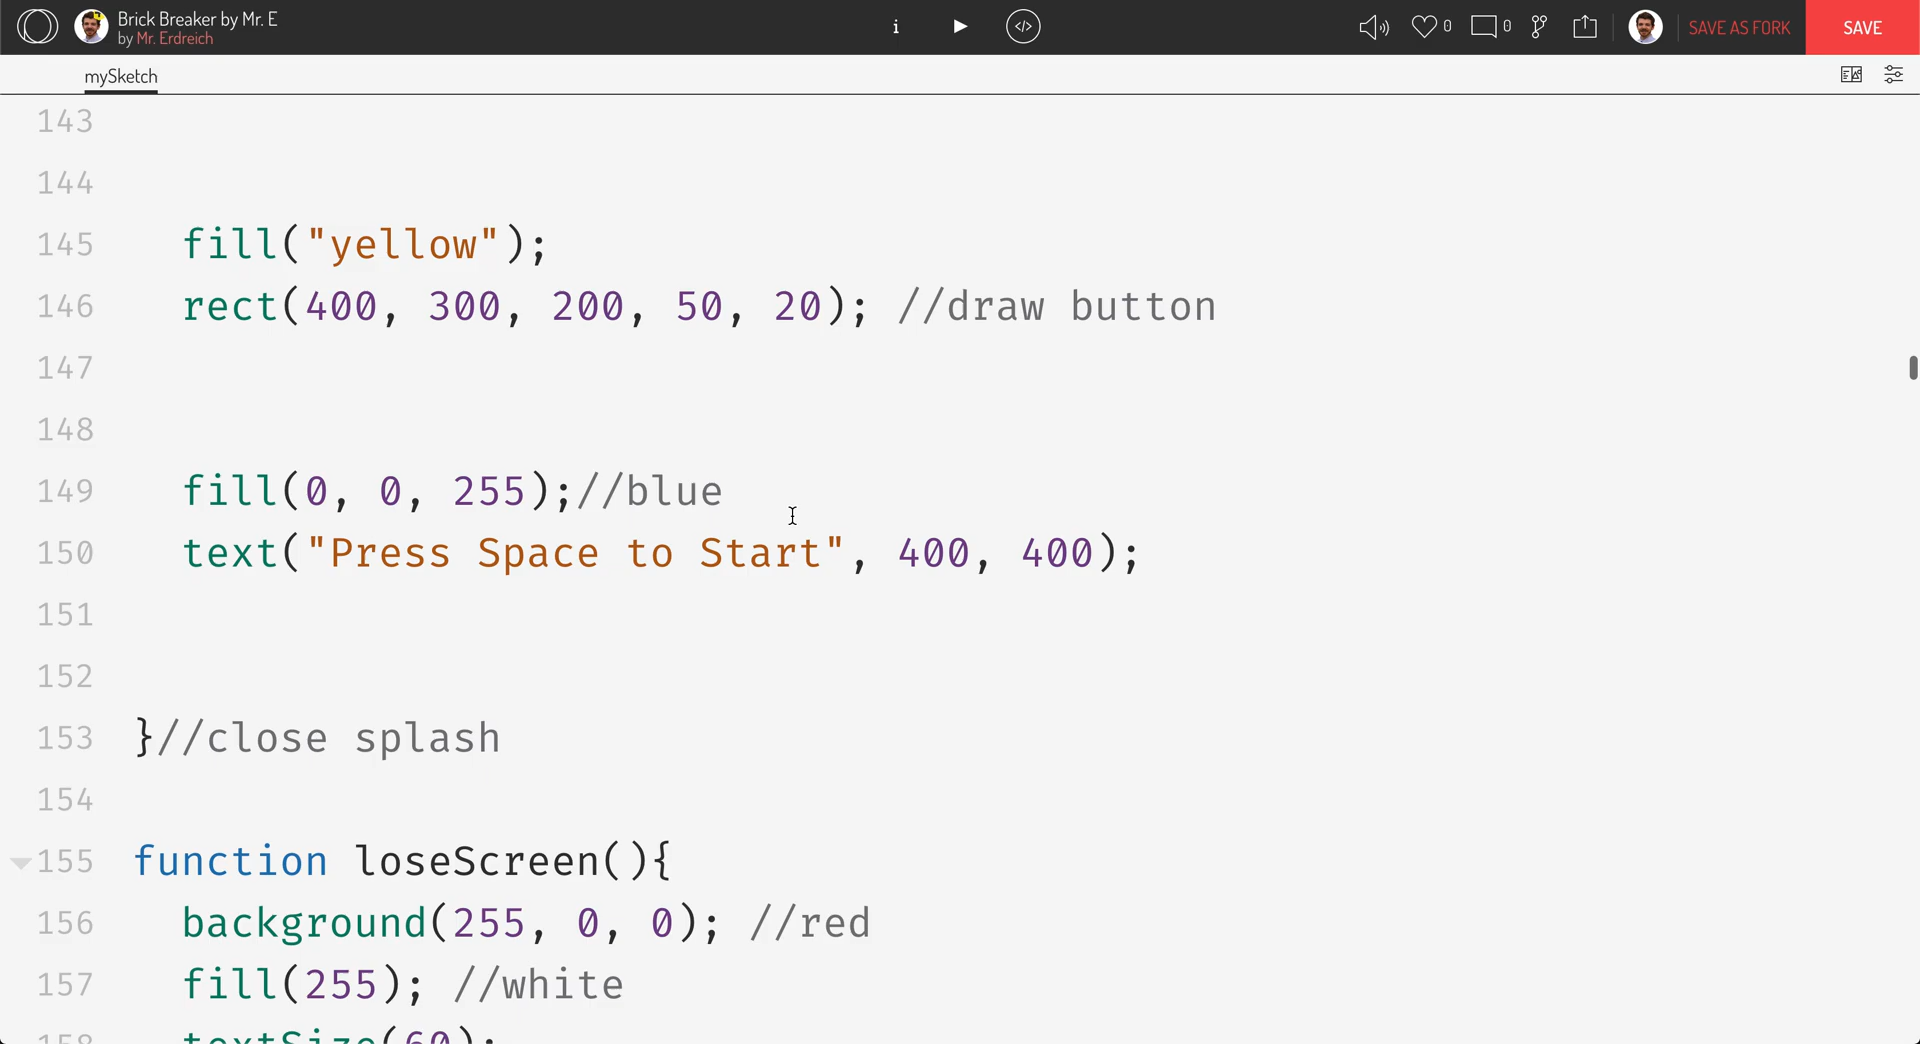 Brick Breaker by Mr. E
by Mr. Erdreich
i
</>
0
0
SAVE AS FORK
SAVE
mySketch
143
144
145 fill("yellow");
146 rect(400, 300, 200, 50, 20); //draw button
147
148
149 fill(0, 0, 255);//blue
150 text("Press Space to Start", 400, 400);
151
152
153 }//close splash
154
155 function loseScreen(){
156 background(255, 0, 0); //red
157 fill(255); //white
158 textSize(60);